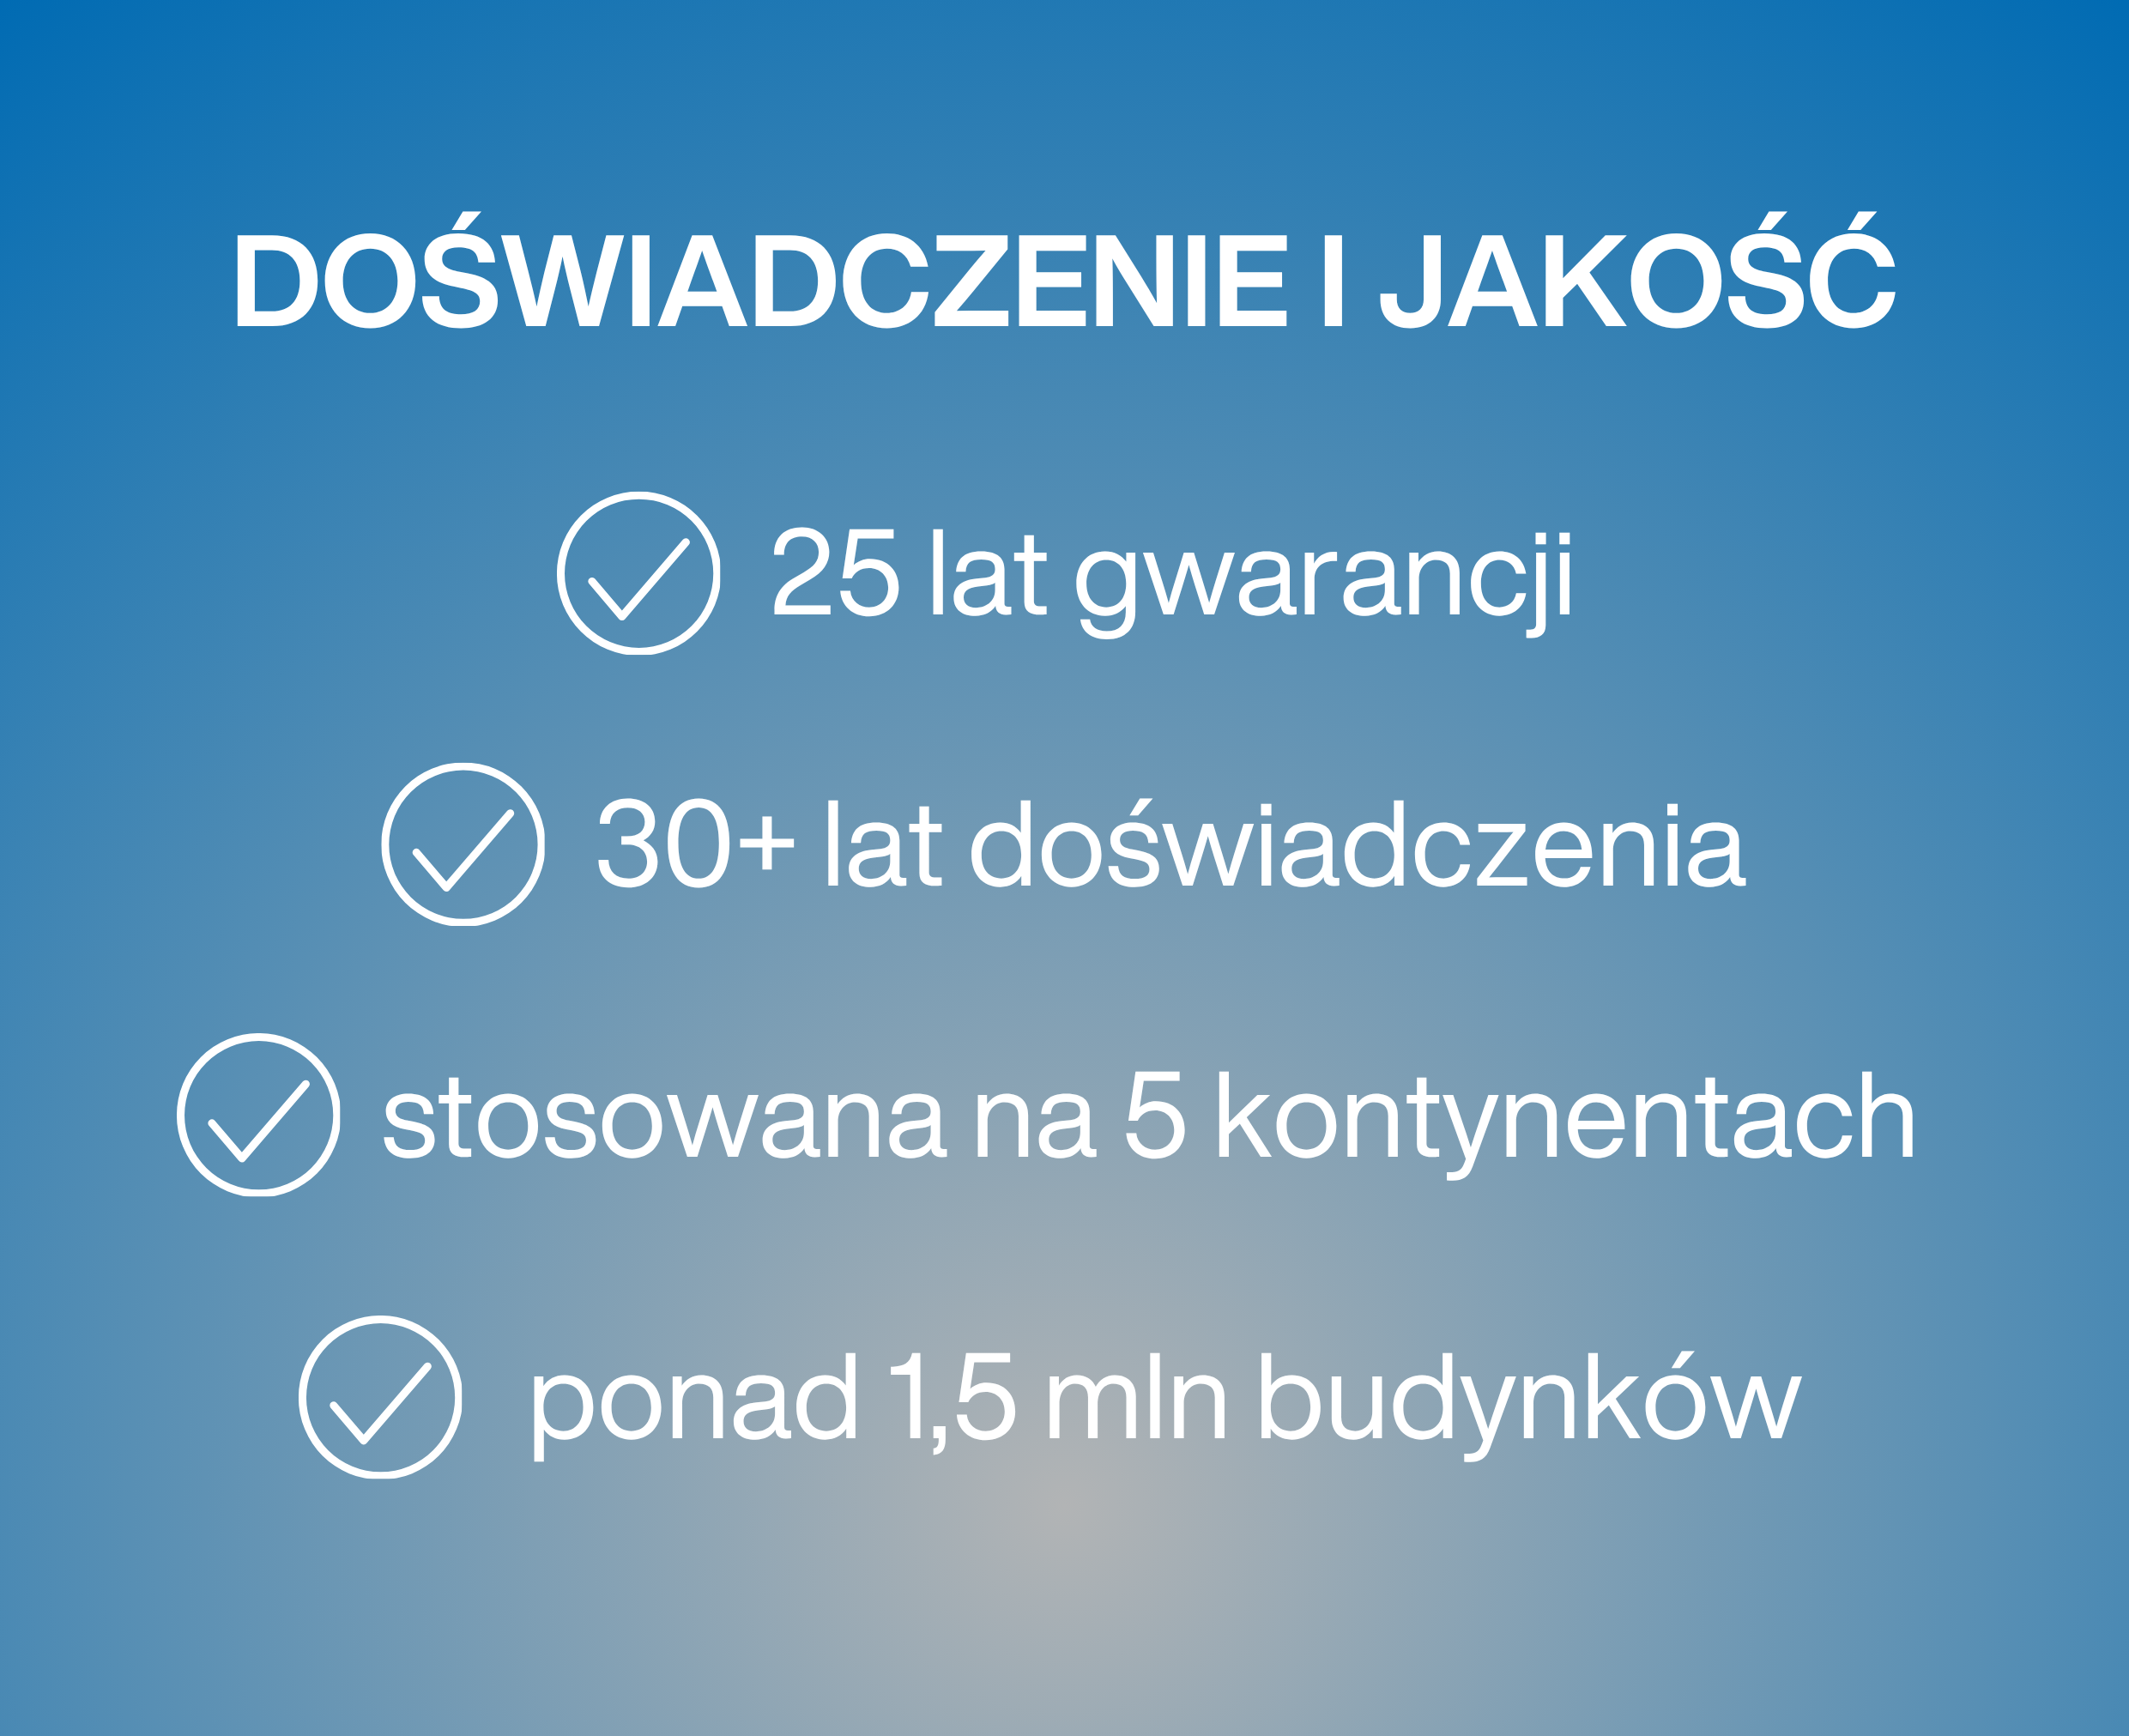 DOŚWIADCZENIE I JAKOŚĆ
25 lat gwarancji
30+ lat doświadczenia
stosowana na 5 kontynentach
ponad 1,5 mln budynków